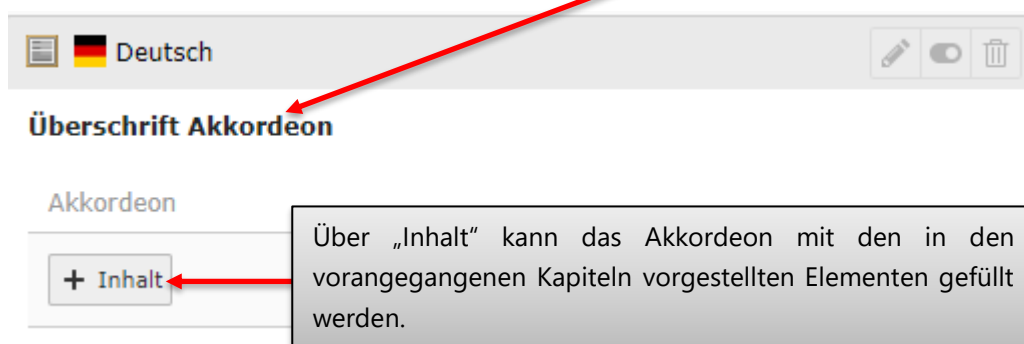 Deutsch
Überschrift Akkordeon
Akkordeon
+ Inhalt
Über „Inhalt“ kann das Akkordeon mit den in den
vorangegangenen Kapiteln vorgestellten Elementen gefüllt
werden.